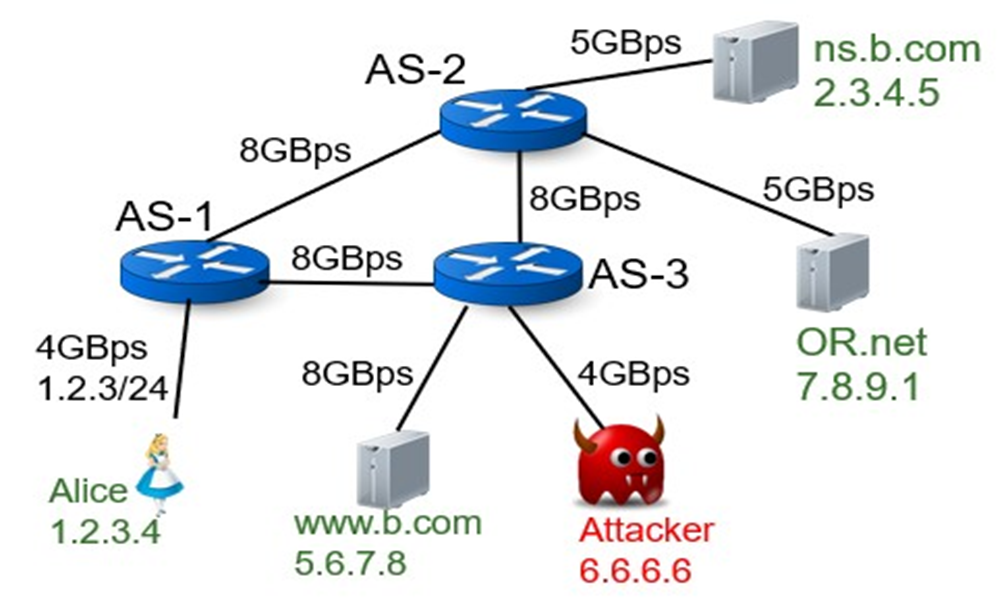 5GBps
ns.b.com
2.3.4.5
AS-2
8GBps
8GBps
5GBps
AS-1
8GBps
AS-3
4GBps
1.2.3/24
8GBps
4GBps
OR.net
7.8.9.1
Alice
1.2.3.4
www.b.com
5.6.7.8
Attacker
6.6.6.6